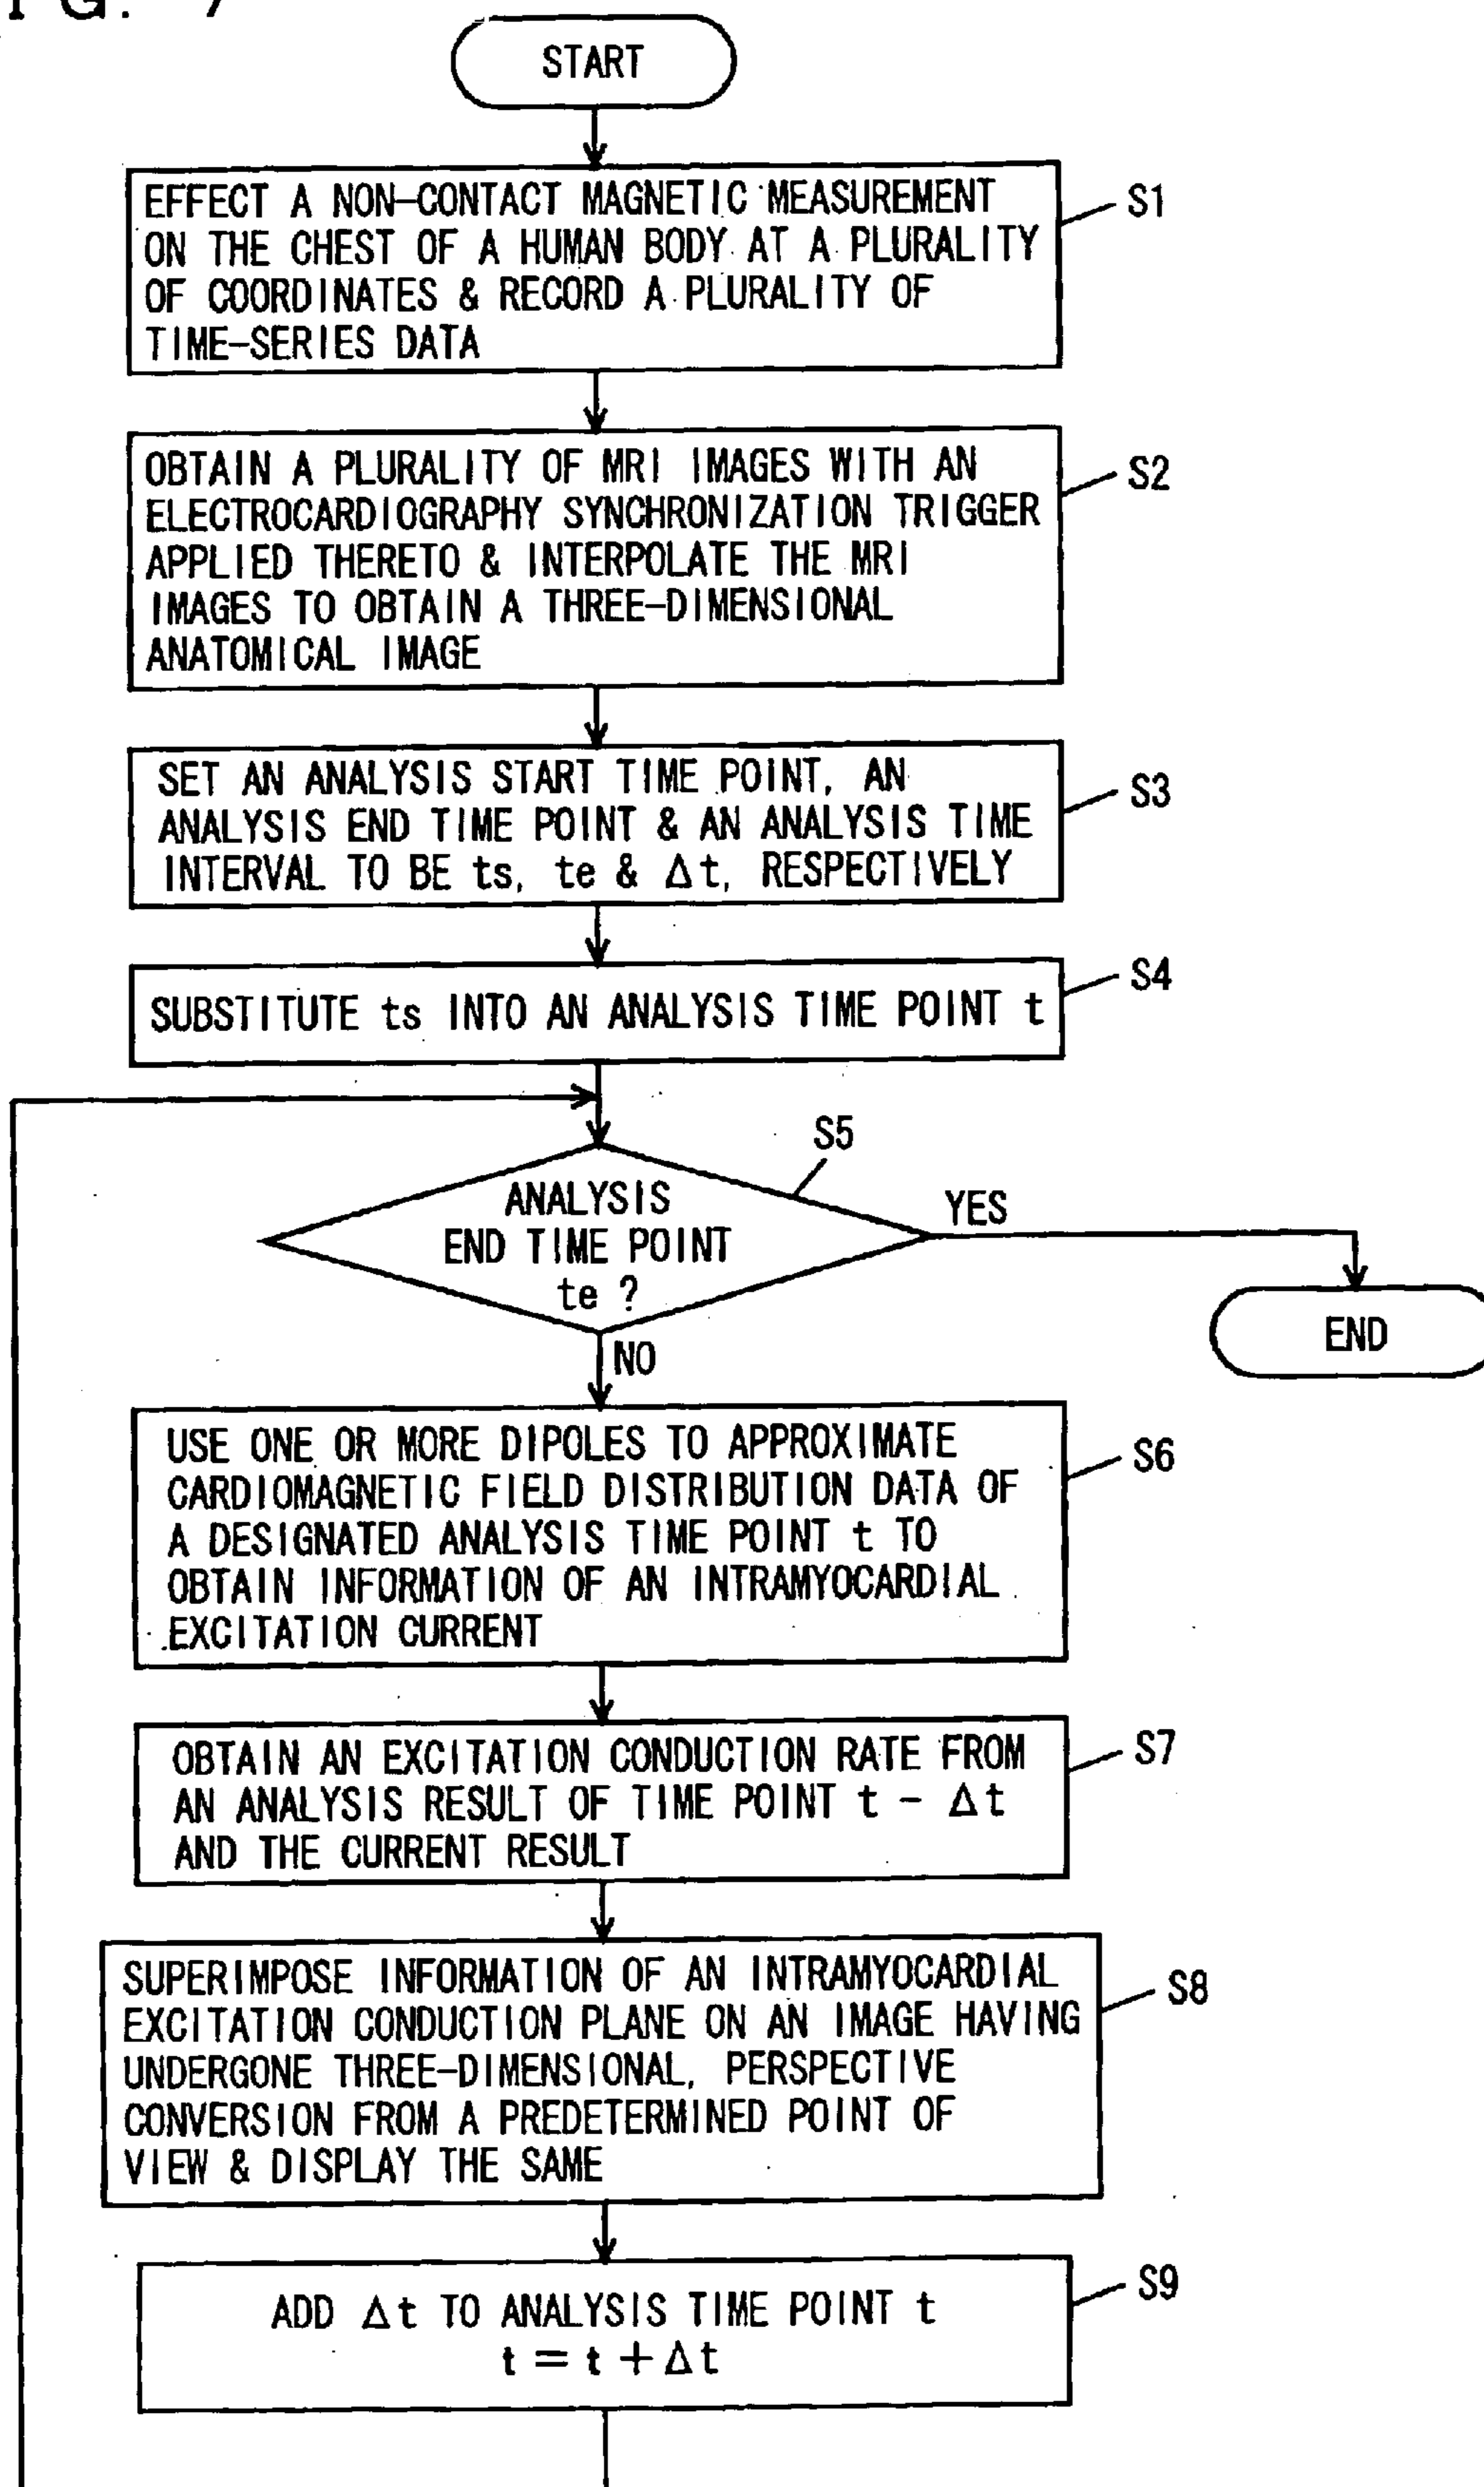 FIG. 7
START
EFFECT A NON-CONTACT MAGNETIC MEASUREMENT
ON THE CHEST OF A HUMAN BODY AT A PLURALITY
OF COORDINATES & RECORD A PLURALITY OF
TIME-SERIES DATA
S1
OBTAIN A PLURALITY OF MRI IMAGES WITH AN
ELECTROCARDIOGRAPHY SYNCHRONIZATION TRIGGER
APPLIED THERETO & INTERPOLATE THE MRI
IMAGES TO OBTAIN A THREE-DIMENSIONAL
ANATOMICAL IMAGE
S2
SET AN ANALYSIS START TIME POINT, AN
ANALYSIS END TIME POINT & AN ANALYSIS TIME
INTERVAL TO BE ts, te & Δt, RESPECTIVELY
S3
SUBSTITUTE ts INTO AN ANALYSIS TIME POINT t
S4
ANALYSIS
END TIME POINT
te ?
S5
YES
END
NO
USE ONE OR MORE DIPOLES TO APPROXIMATE
CARDIOMAGNETIC FIELD DISTRIBUTION DATA OF
A DESIGNATED ANALYSIS TIME POINT t TO
OBTAIN INFORMATION OF AN INTRAMYOCARDIAL
EXCITATION CURRENT
S6
OBTAIN AN EXCITATION CONDUCTION RATE FROM
AN ANALYSIS RESULT OF TIME POINT t - Δt
AND THE CURRENT RESULT
S7
SUPERIMPOSE INFORMATION OF AN INTRAMYOCARDIAL
EXCITATION CONDUCTION PLANE ON AN IMAGE HAVING
UNDERGONE THREE-DIMENSIONAL, PERSPECTIVE
CONVERSION FROM A PREDETERMINED POINT OF
VIEW & DISPLAY THE SAME
S8
ADD Δt TO ANALYSIS TIME POINT t
t = t + Δt
S9